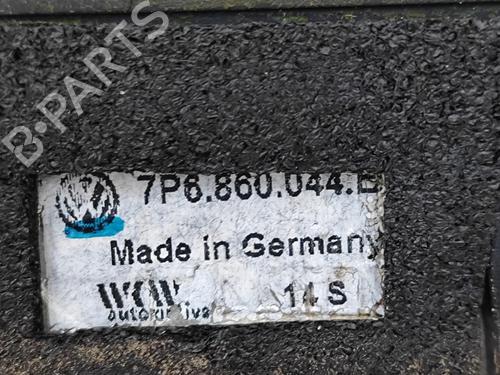 B-PARTS
7P6.860.044.
Made in Germany
14 S